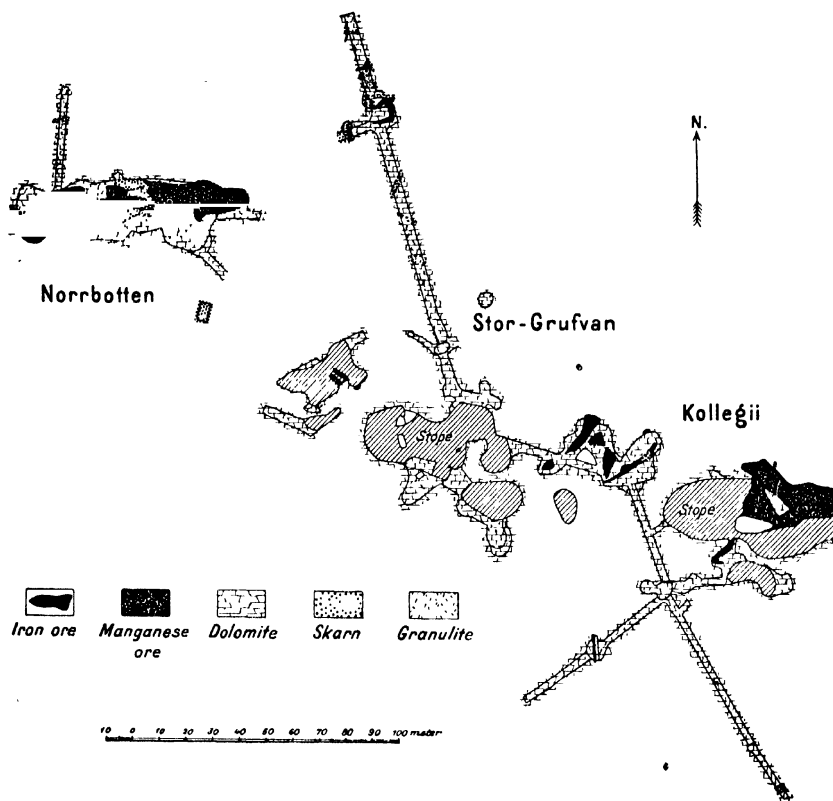 N.
Norrbotten
Stor-Grufvan
Kollegii
Stope
Stope
Iron ore
Manganese
ore
Dolomite
Skarn
Granulite
10 0 10 20 30 40 50 60 70 80 90 100 meter